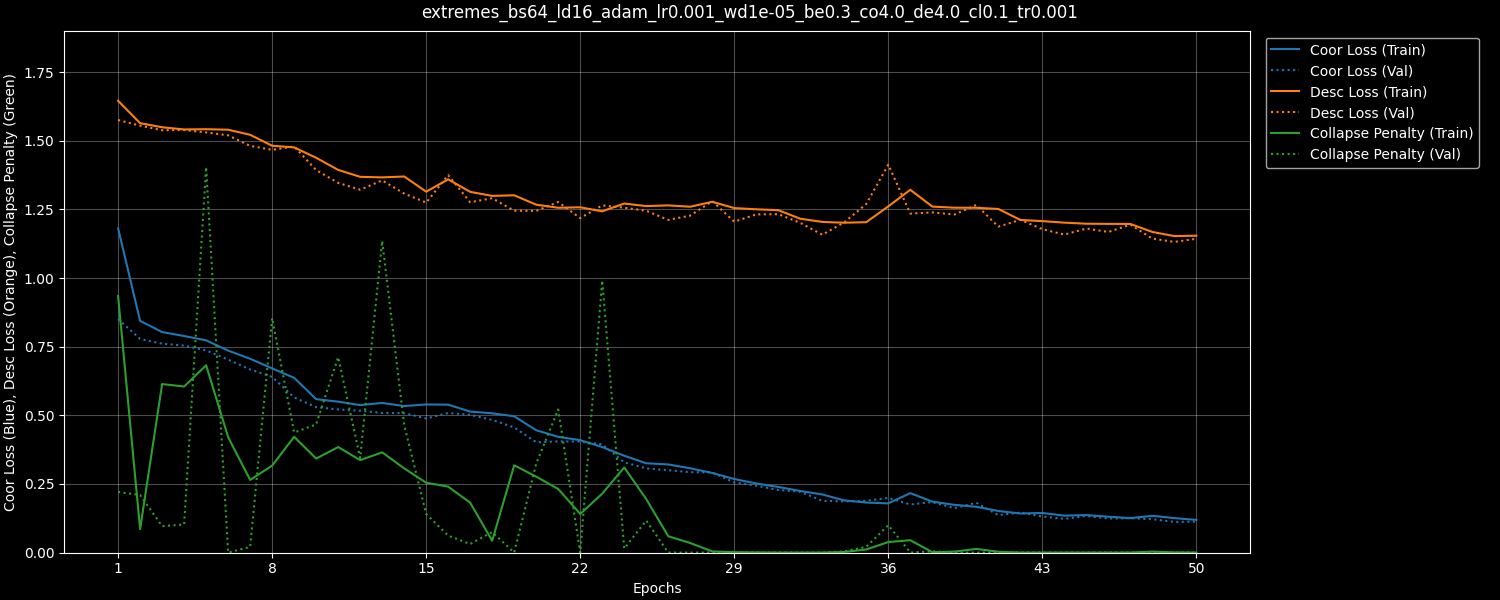 extremes_bs64_ld16_adam_lr0.001_wd1e-05_be0.3_co4.0_de4.0_cl0.1_tr0.001
Coor Loss (Blue), Desc Loss (Orange), Collapse Penalty (Green)
1.75
1.50
1.25
1.00
0.75
0.50
0.25
0.00
1 8 15 22 29 36 43 50
Epochs
Coor Loss (Train)
Coor Loss (Val)
Desc Loss (Train)
Desc Loss (Val)
Collapse Penalty (Train)
Collapse Penalty (Val)